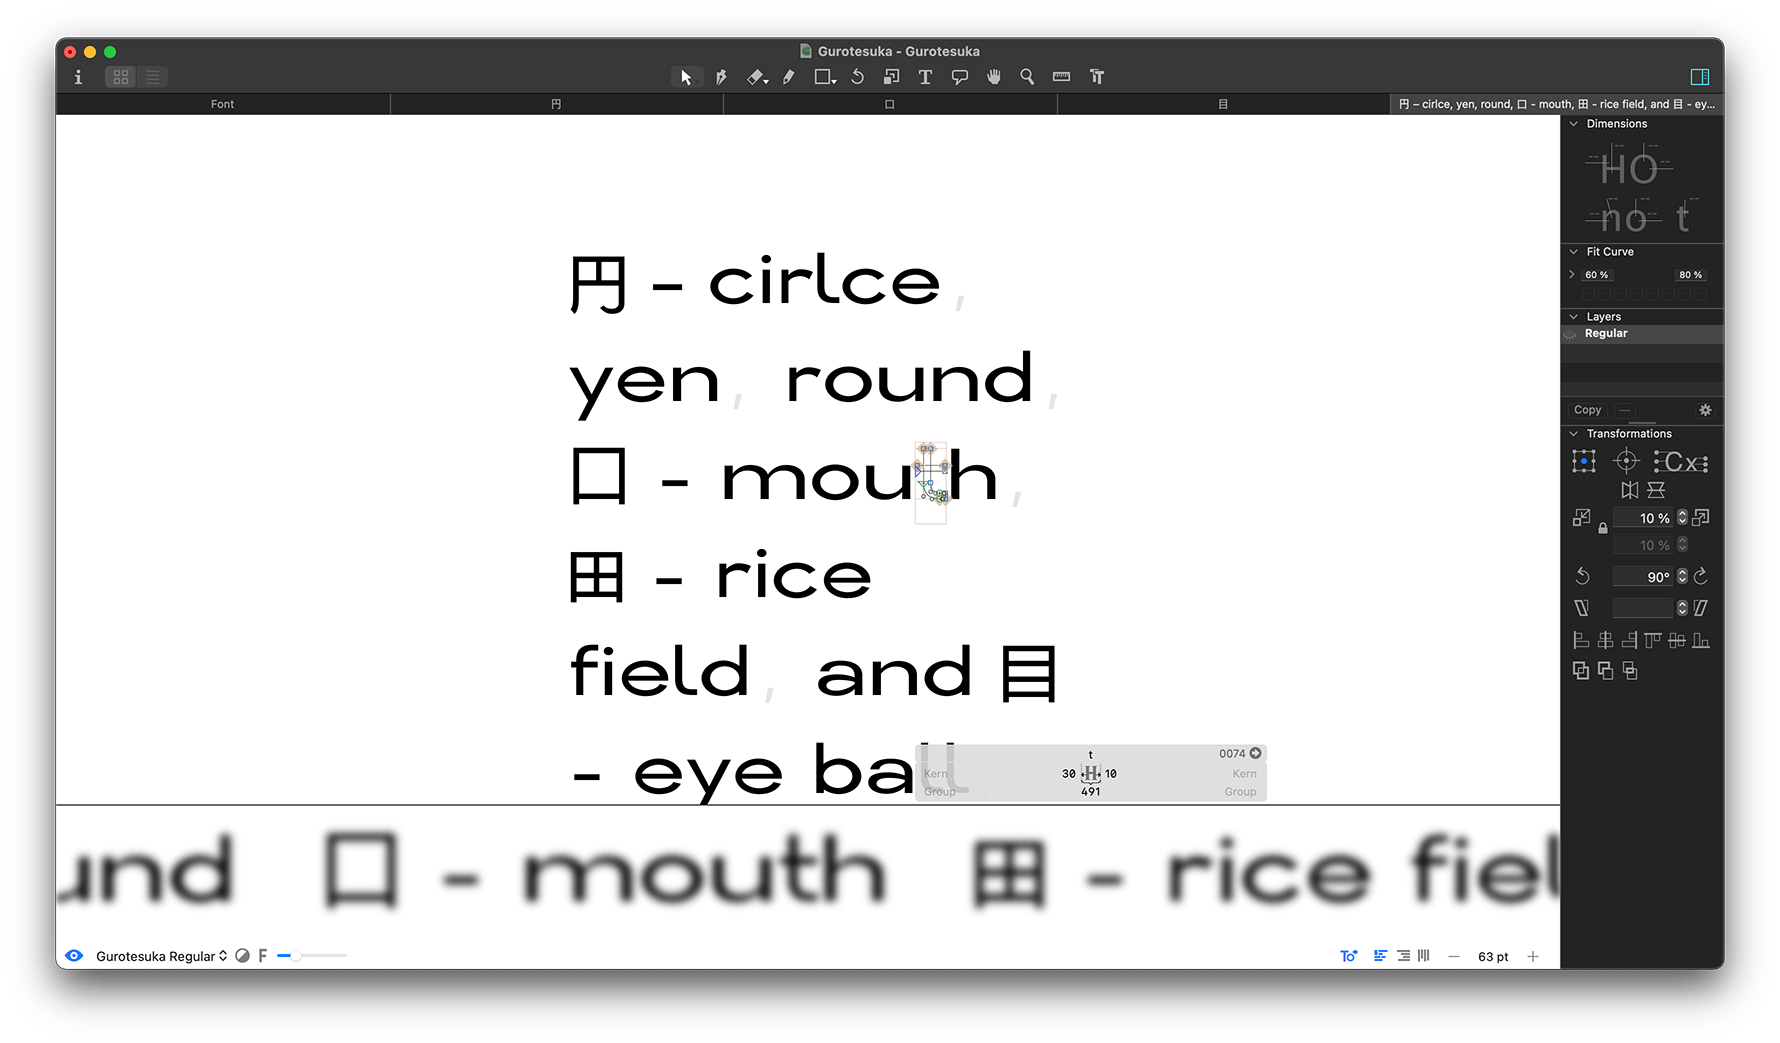 Gurotesuka - Gurotesuka
Font
円
口
目
円 – cirlce, yen, round, 口 - mouth, 田 - rice field, and 目 - ey...
円 - cirlce,
yen, round,
口 - mouth,
田 - rice
field, and 目
- eye ball
t
0074
Kern
30
H
10
Kern
Group
491
Group
und 口 - mouth 田 - rice fiel
Gurotesuka Regular
F
63 pt
Dimensions
HO
no t
Fit Curve
60 %
80 %
Layers
Regular
Copy
Transformations
Cx
10 %
10 %
90°